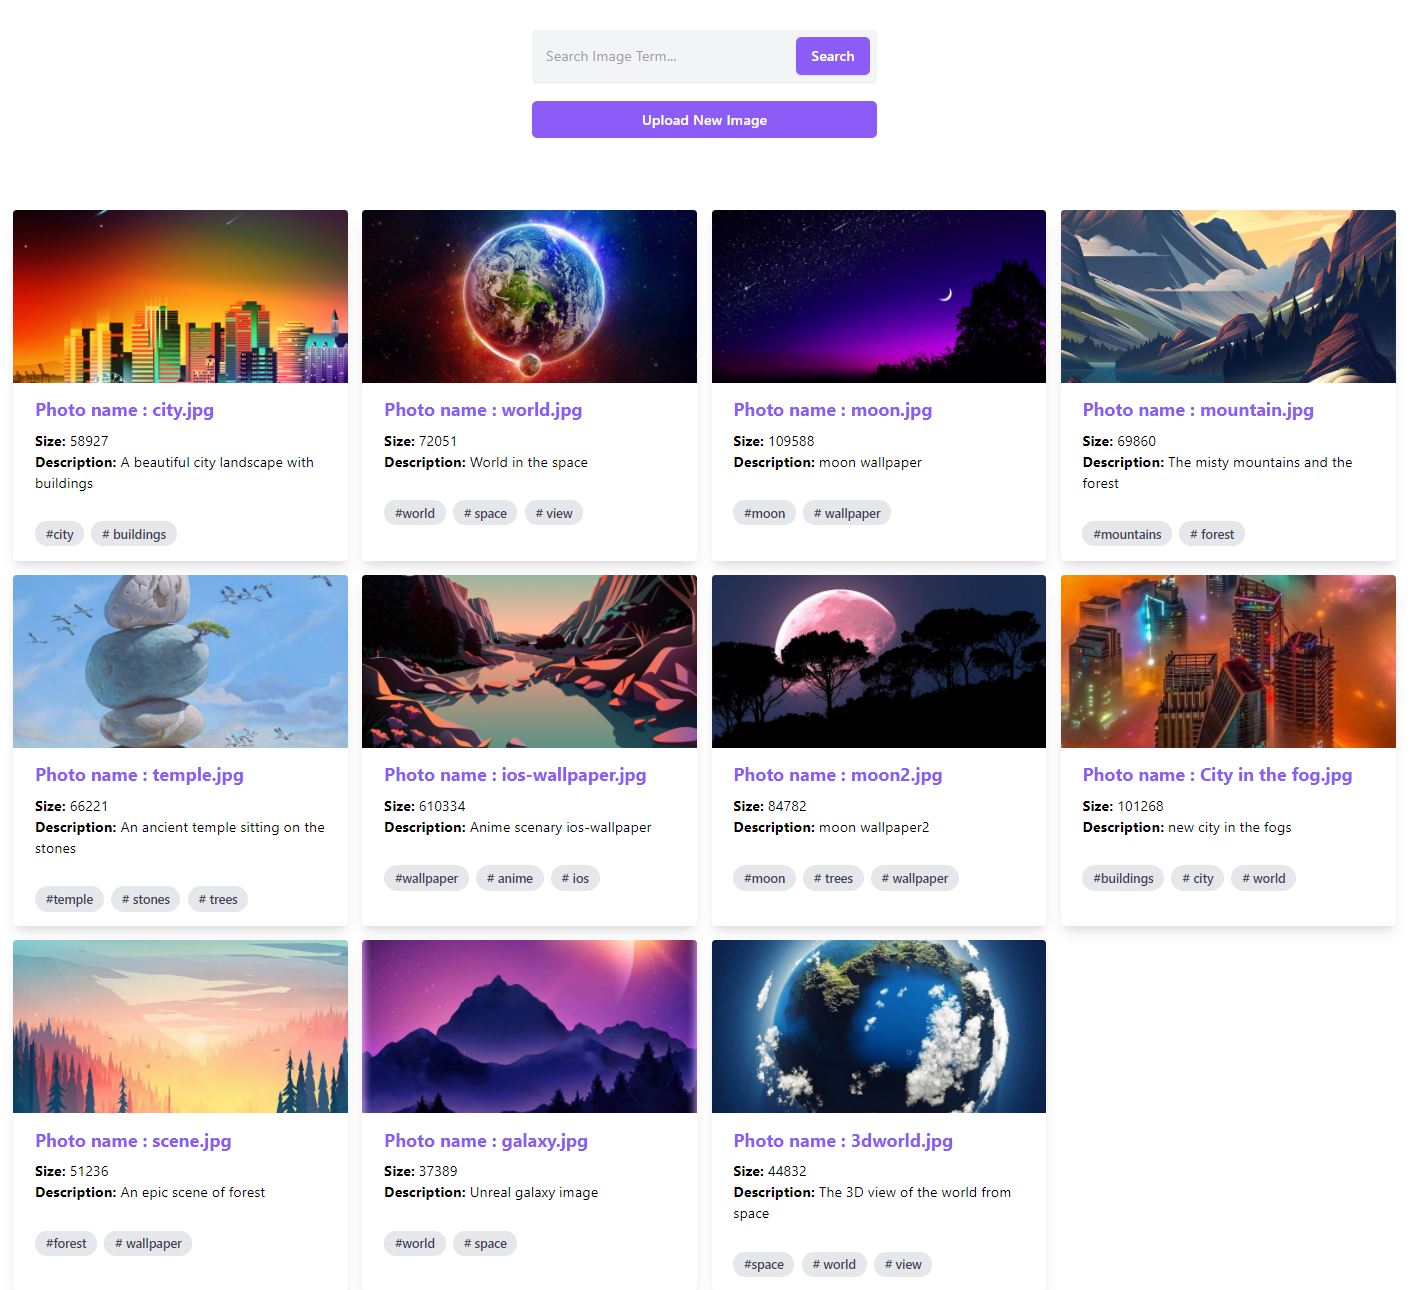 Search Image Term...
Search
Upload New Image
Photo name : city.jpg
Size: 58927
Description: A beautiful city landscape with
buildings
#city # buildings
Photo name : world.jpg
Size: 72051
Description: World in the space
#world # space # view
Photo name : moon.jpg
Size: 109588
Description: moon wallpaper
#moon # wallpaper
Photo name : mountain.jpg
Size: 69860
Description: The misty mountains and the
forest
#mountains # forest
Photo name : temple.jpg
Size: 66221
Description: An ancient temple sitting on the
stones
#temple # stones # trees
Photo name : ios-wallpaper.jpg
Size: 610334
Description: Anime scenary ios-wallpaper
#wallpaper # anime # ios
Photo name : moon2.jpg
Size: 84782
Description: moon wallpaper2
#moon # trees # wallpaper
Photo name : City in the fog.jpg
Size: 101268
Description: new city in the fogs
#buildings # city # world
Photo name : scene.jpg
Size: 51236
Description: An epic scene of forest
#forest # wallpaper
Photo name : galaxy.jpg
Size: 37389
Description: Unreal galaxy image
#world # space
Photo name : 3dworld.jpg
Size: 44832
Description: The 3D view of the world from
space
#space # world # view